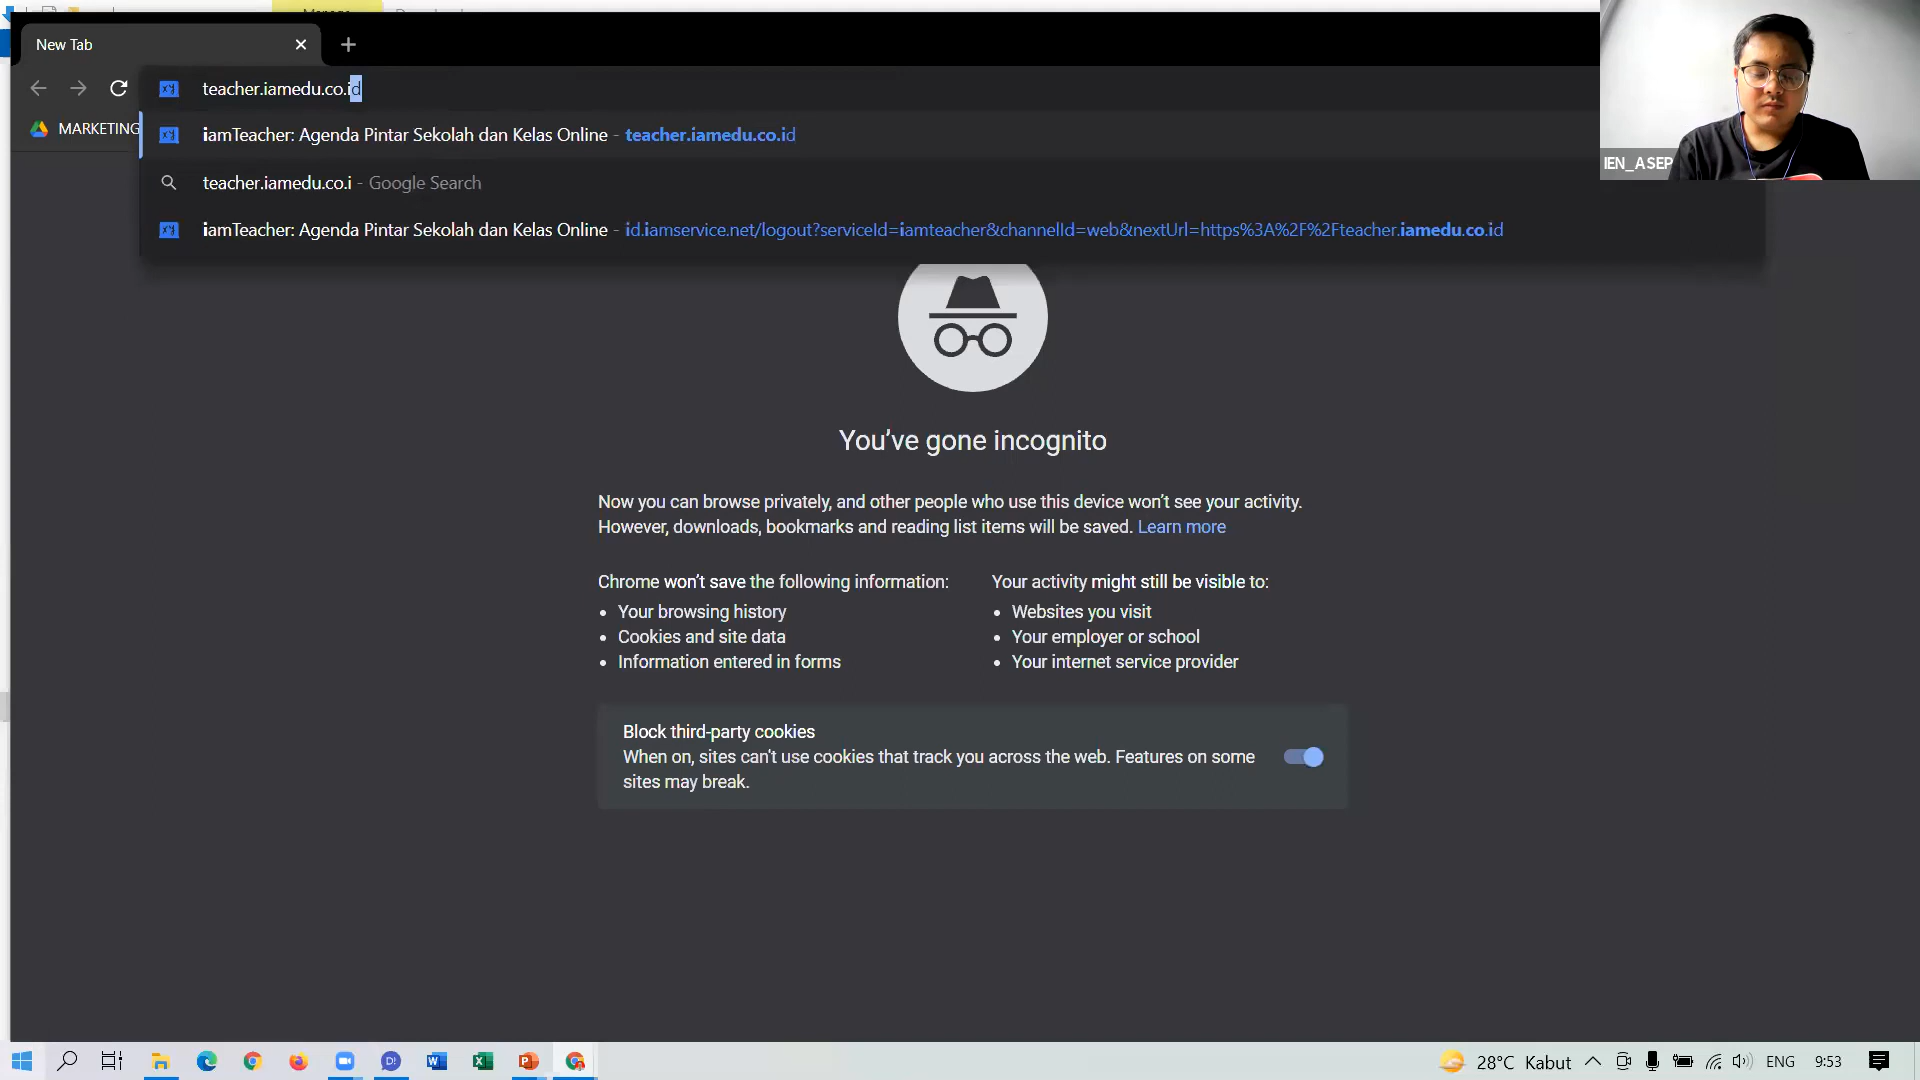 New Tab
teacher.iamedu.co.id
MARKETING
iamTeacher: Agenda Pintar Sekolah dan Kelas Online - teacher.iamedu.co.id
teacher.iamedu.co.i - Google Search
iamTeacher: Agenda Pintar Sekolah dan Kelas Online - id.iamservice.net/logout?serviceId=iamteacher&channelId=web&nextUrl=https%3A%2F%2Fteacher.iamedu.co.id
IEN_ASEP
You've gone incognito
Now you can browse privately, and other people who use this device won't see your activity.
However, downloads, bookmarks and reading list items will be saved. Learn more
Chrome won't save the following information:
• Your browsing history
• Cookies and site data
• Information entered in forms
Your activity might still be visible to:
• Websites you visit
• Your employer or school
• Your internet service provider
Block third-party cookies
When on, sites can't use cookies that track you across the web. Features on some
sites may break.
28°C Kabut
ENG
9:53